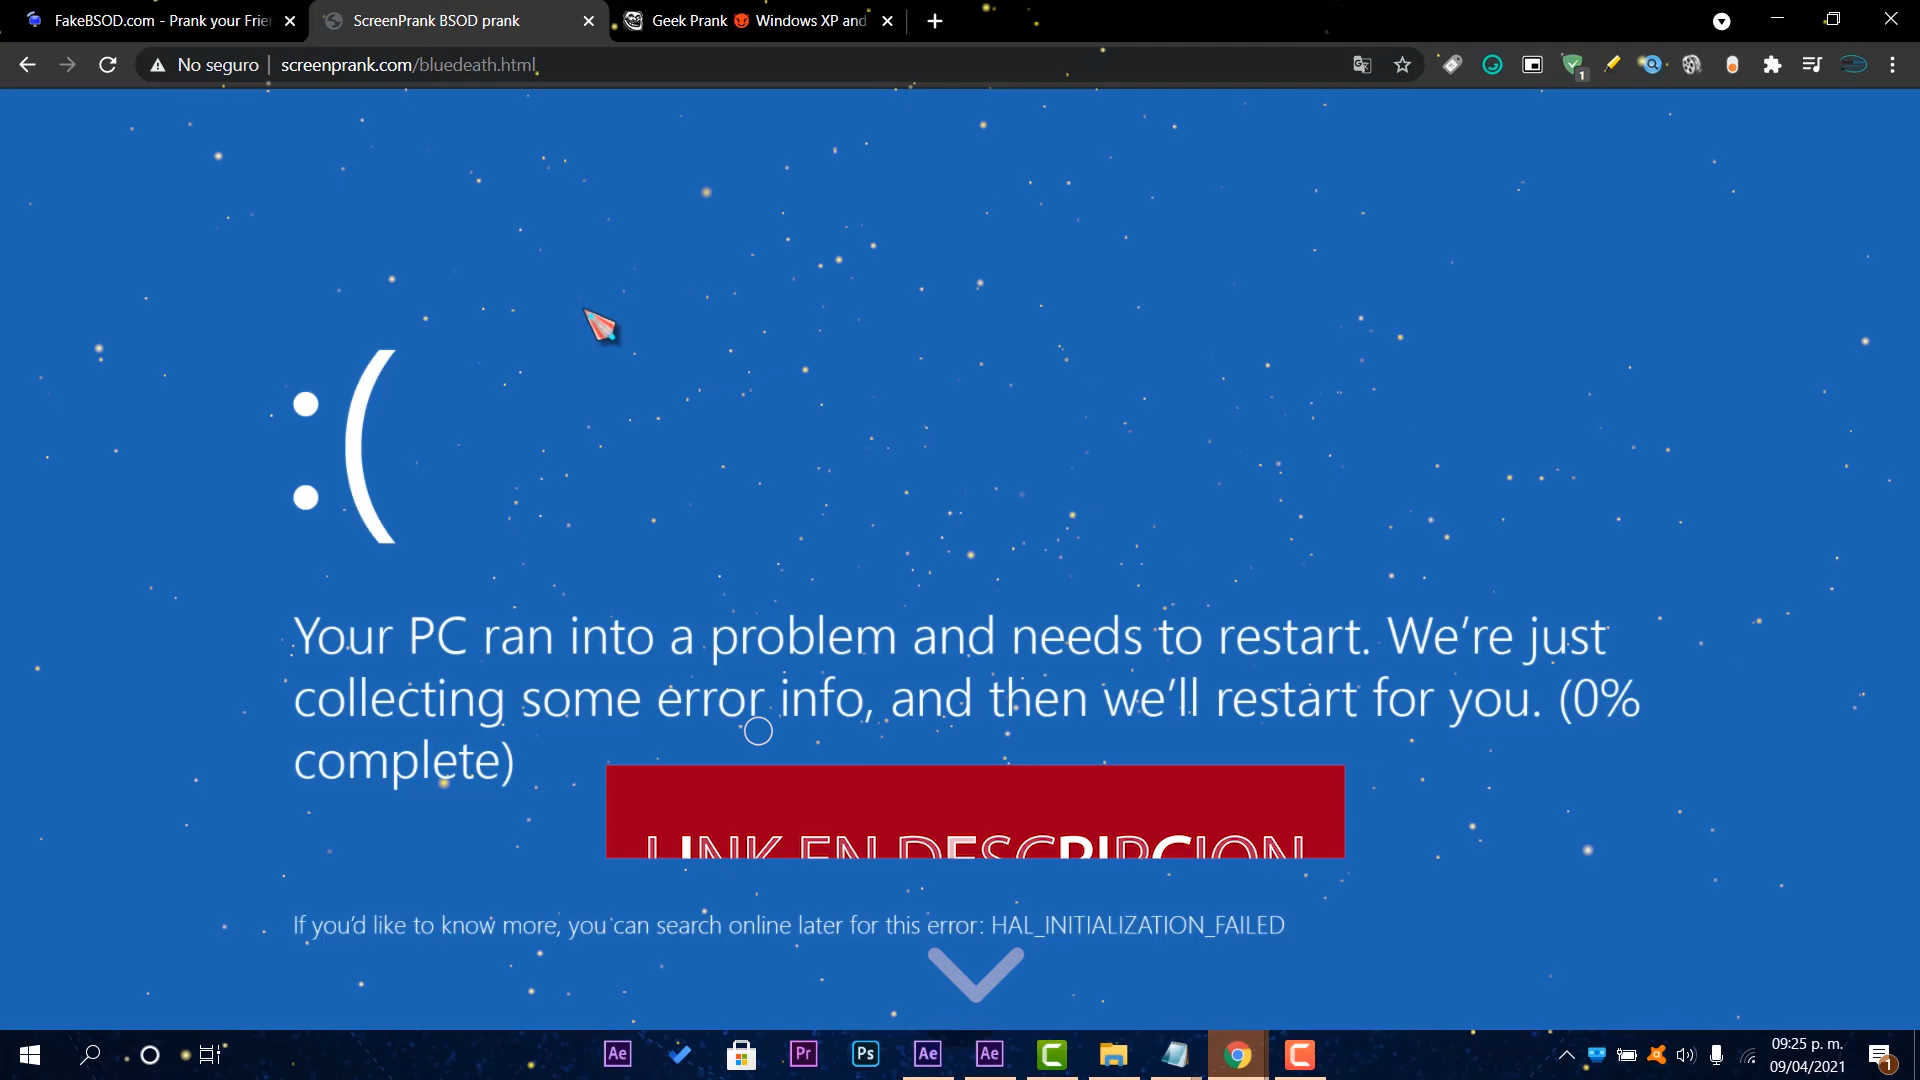 FakeBSOD.com - Prank your Frie
ScreenPrank BSOD prank
Geek Prank 😈 Windows XP and
No seguro
screenprank.com/bluedeath.html
1
:(
Your PC ran into a problem and needs to restart. We're just
collecting some error info, and then we'll restart for you. (0%
complete)
LINK EN DESCRIPCION
If you'd like to know more, you can search online later for this error: HAL_INITIALIZATION_FAILED
Ae
Pr
Ps
Ae
Ae
09:25 p. m.
09/04/2021
1